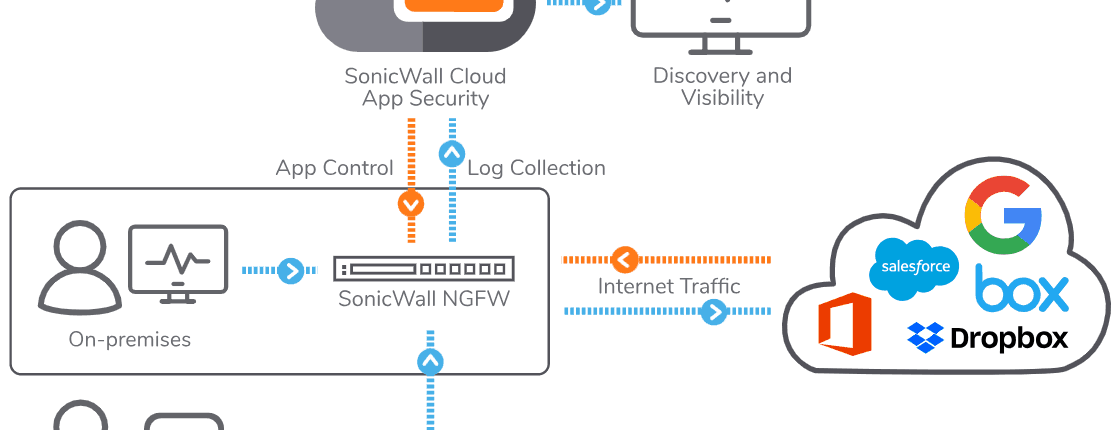 SonicWall Cloud
App Security
Discovery and
Visibility
App Control
Log Collection
On-premises
SonicWall NGFW
Internet Traffic
salesforce
box
Dropbox